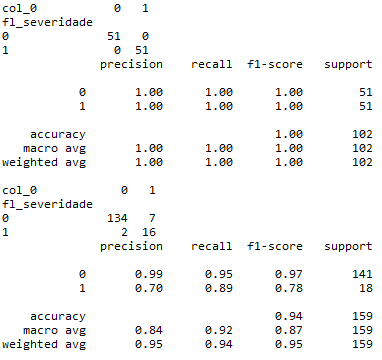 col_0 0 1
fl_severidade
0 51 0
1 0 51
precision recall f1-score support
0 1.00 1.00 1.00 51
1 1.00 1.00 1.00 51
accuracy 1.00 102
macro avg 1.00 1.00 1.00 102
weighted avg 1.00 1.00 1.00 102
col_0 0 1
fl_severidade
0 134 7
1 2 16
precision recall f1-score support
0 0.99 0.95 0.97 141
1 0.70 0.89 0.78 18
accuracy 0.94 159
macro avg 0.84 0.92 0.87 159
weighted avg 0.95 0.94 0.95 159